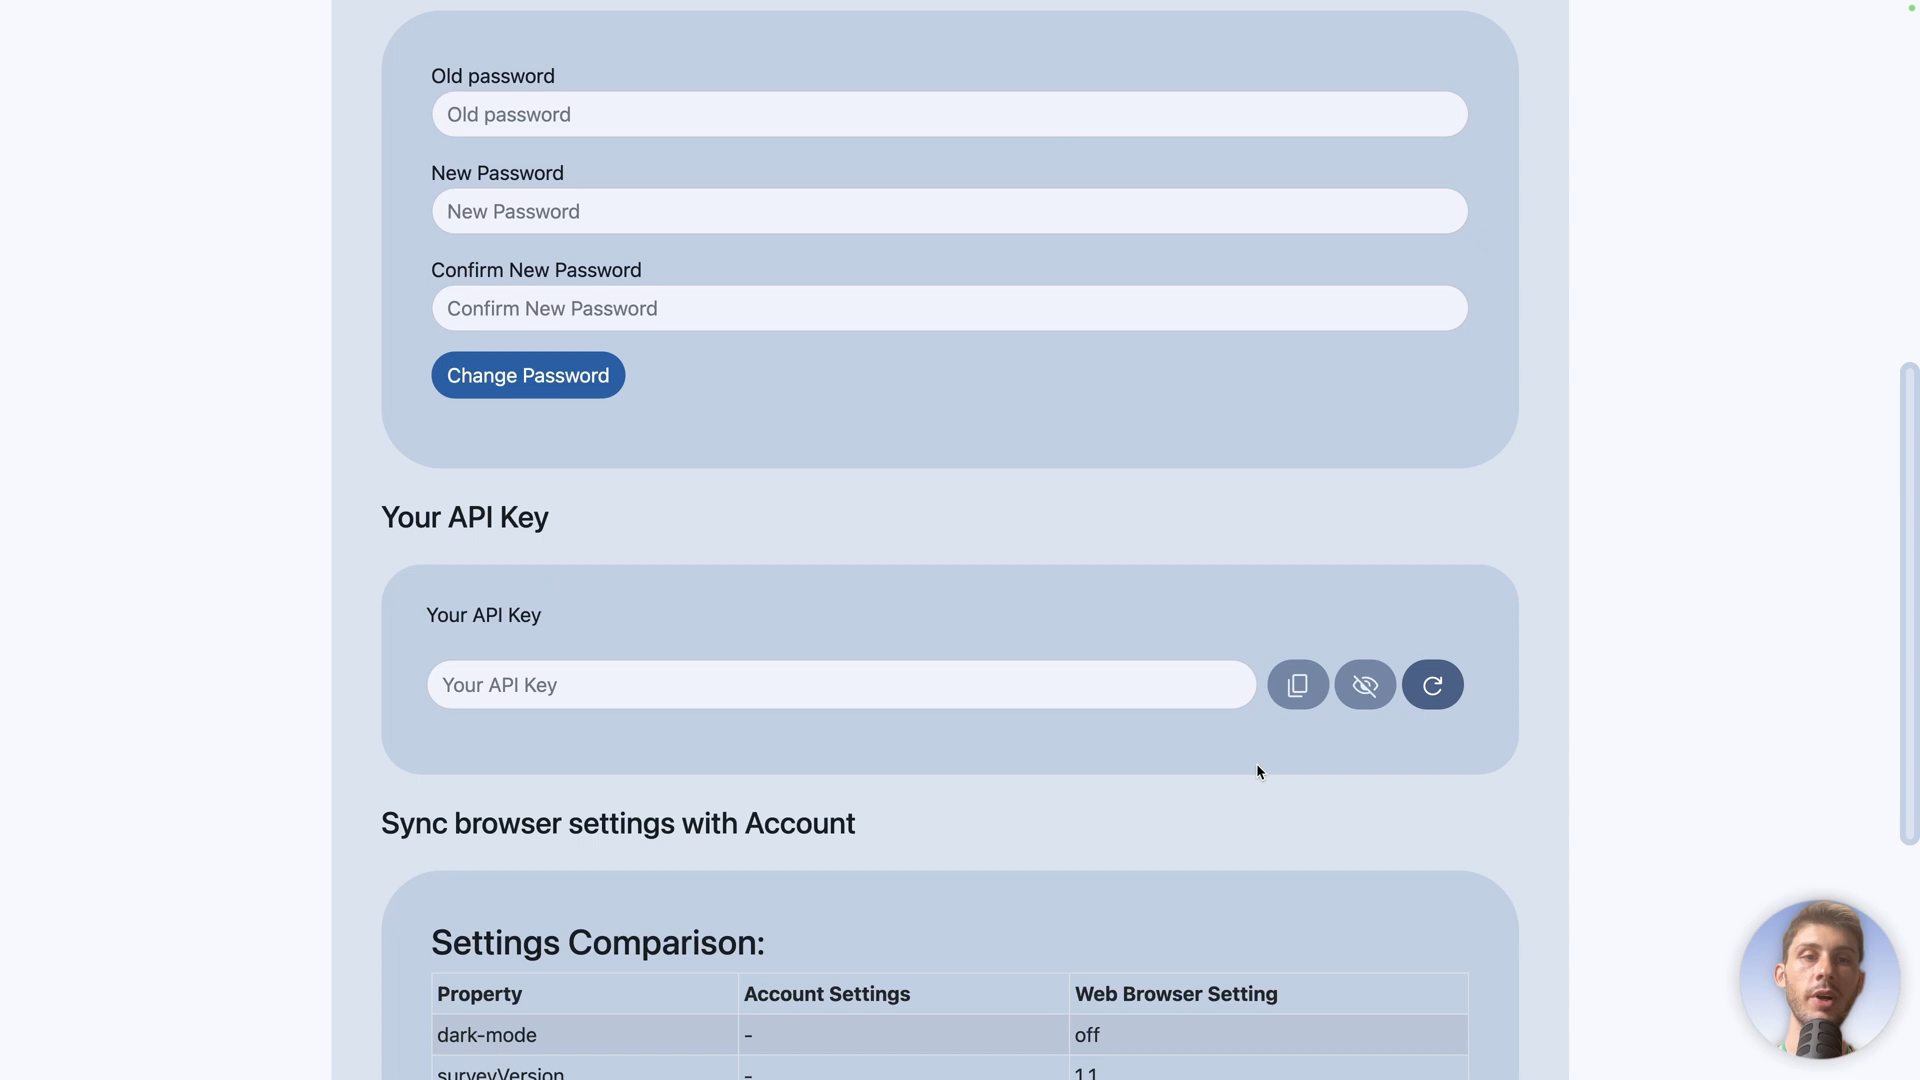 Old password
Old password
New Password
New Password
Confirm New Password
Confirm New Password
Change Password
Your API Key
Your API Key
Your API Key
Sync browser settings with Account
Settings Comparison:
Property Account Settings Web Browser Setting
dark-mode - off
surveyVersion - 11